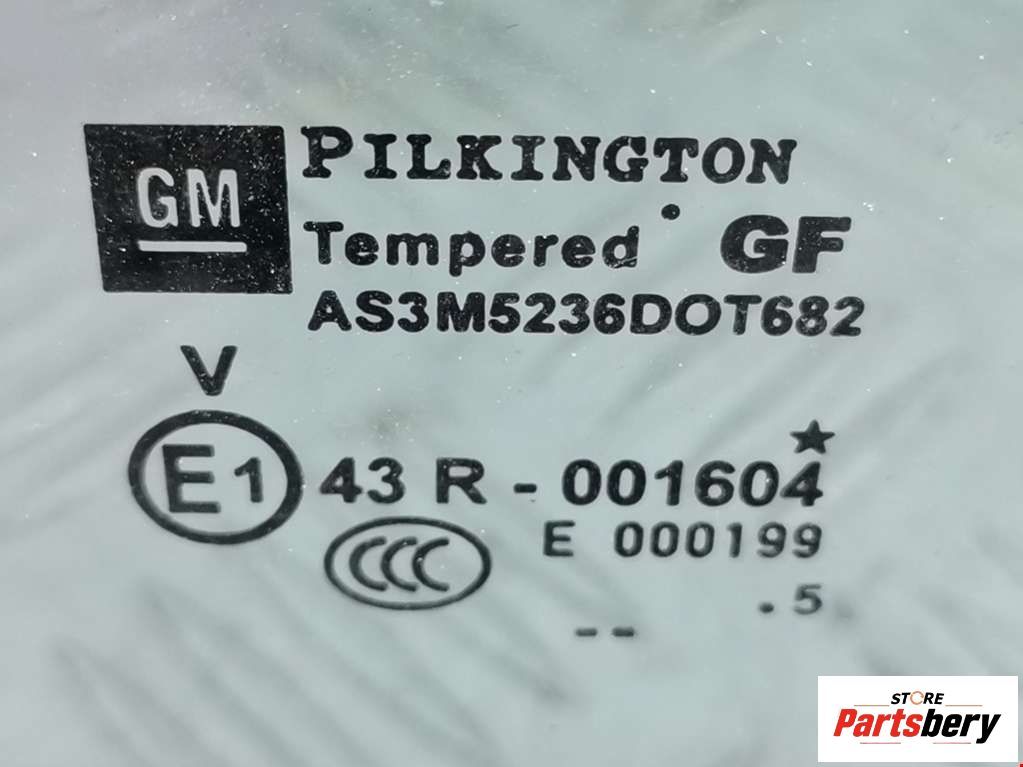 GM
PILKINGTON
Tempered GF
AS3M5236DOT682
V
E1 43 R - 001604
CCC
E 000199
. 5
--
STORE
Partsbery